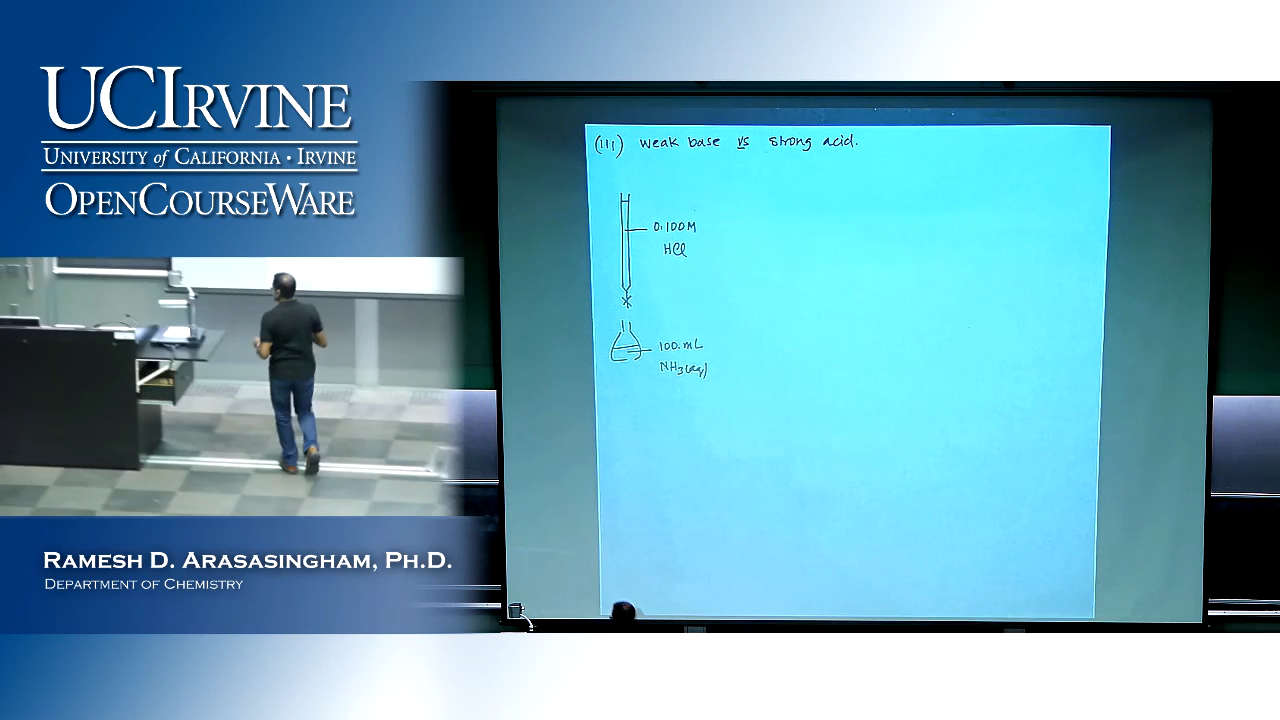 UCIRVINE
UNIVERSITY of CALIFORNIA · IRVINE
OPENCOURSEWARE
(III) weak base vs strong acid.
0.100M
HCl
100.mL
NH3(aq)
RAMESH D. ARASASINGHAM, PH.D.
DEPARTMENT OF CHEMISTRY